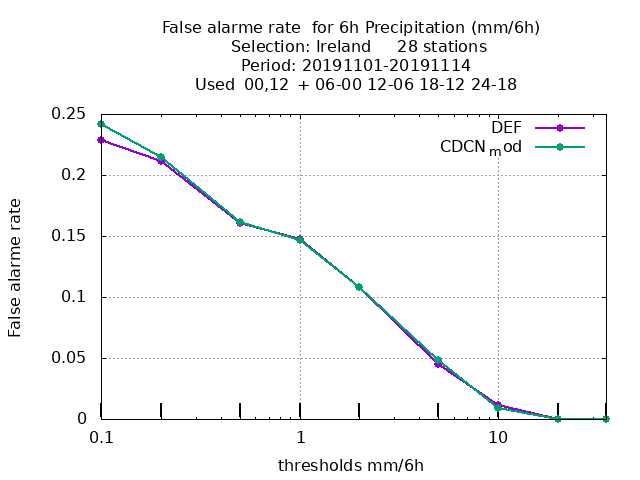 False alarme rate  for 6h Precipitation (mm/6h)
Selection: Ireland     28 stations
Period: 20191101-20191114
Used  00,12  + 06-00 12-06 18-12 24-18
DEF
CDCN_mod
0.25
0.2
0.15
0.1
0.05
0
False alarme rate
0.1
1
10
thresholds mm/6h